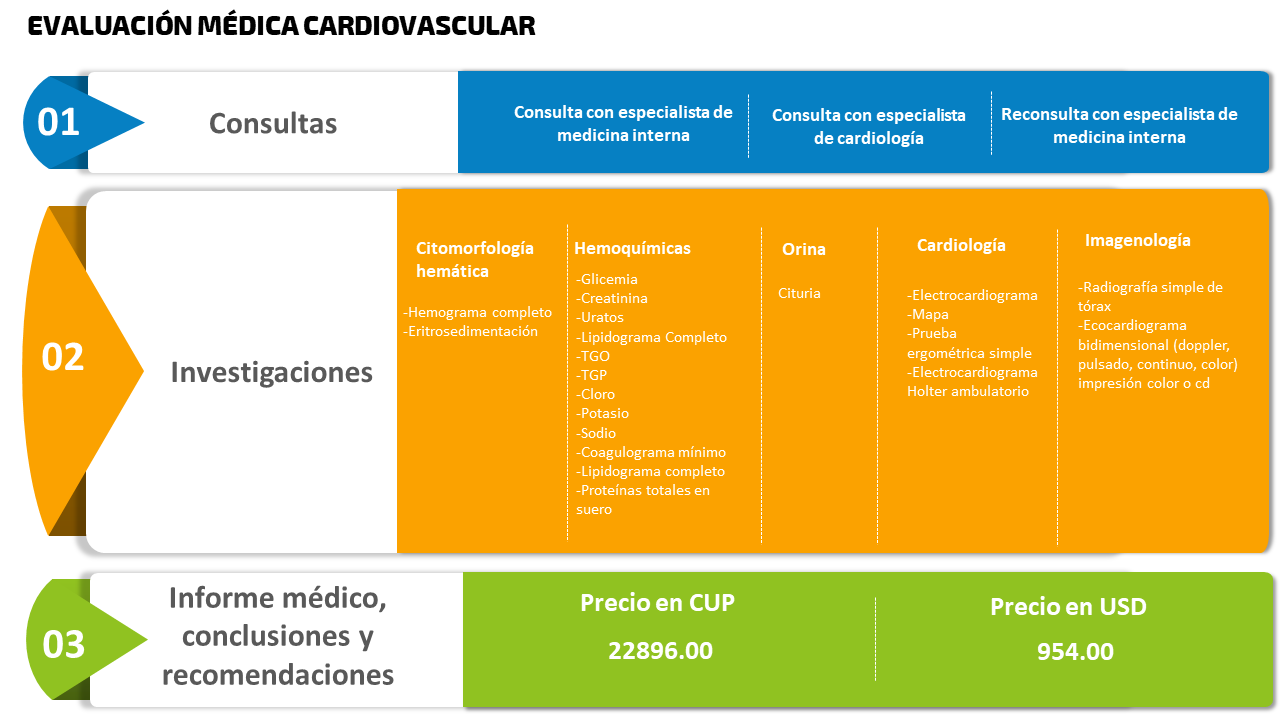 EVALUACIÓN MÉDICA CARDIOVASCULAR
01
Consultas
Consulta con especialista de
medicina interna
Consulta con especialista
de cardiología
Reconsulta con especialista de
medicina interna
02
Investigaciones
Citomorfología
hemática
-Hemograma completo
-Eritrosedimentación
Hemoquímicas
-Glicemia
-Creatinina
-Uratos
-Lipidograma Completo
-TGO
-TGP
-Cloro
-Potasio
-Sodio
-Coagulograma mínimo
-Lipidograma completo
-Proteínas totales en
suero
Orina
Cituria
Cardiología
-Electrocardiograma
-Mapa
-Prueba
ergométrica simple
-Electrocardiograma
Holter ambulatorio
Imagenología
-Radiografía simple de
tórax
-Ecocardiograma
bidimensional (doppler,
pulsado, continuo, color)
impresión color o cd
03
Informe médico,
conclusiones y
recomendaciones
Precio en CUP
22896.00
Precio en USD
954.00